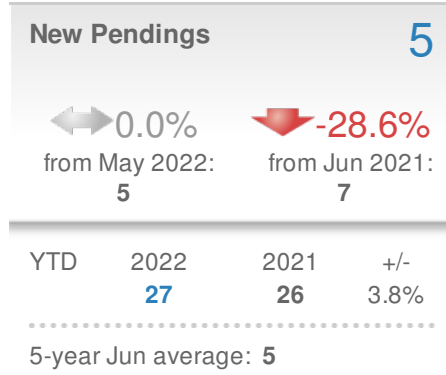 New Pendings 5
0.0% -28.6%
from May 2022: from Jun 2021:
5 7
YTD 2022 2021 +/-
27 26 3.8%
5-year Jun average: 5